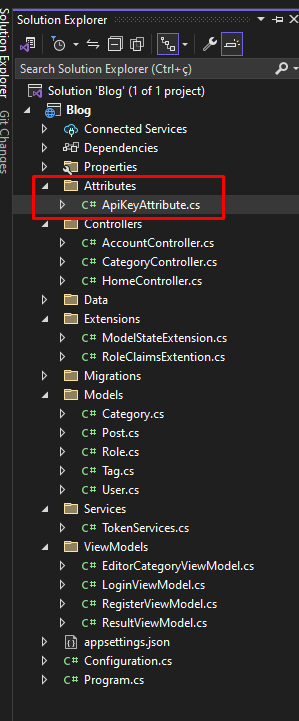 Solution Explorer
Solution Explorer
Git Changes
Search Solution Explorer (Ctrl+ç)
Solution 'Blog' (1 of 1 project)
Blog
Connected Services
Dependencies
Properties
Attributes
C# ApiKeyAttribute.cs
Controllers
C# AccountController.cs
C# CategoryController.cs
C# HomeController.cs
Data
Extensions
C# ModelStateExtension.cs
C# RoleClaimsExtention.cs
Migrations
Models
C# Category.cs
C# Post.cs
C# Role.cs
C# Tag.cs
C# User.cs
Services
C# TokenServices.cs
ViewModels
C# EditorCategoryViewModel.cs
C# LoginViewModel.cs
C# RegisterViewModel.cs
C# ResultViewModel.cs
appsettings.json
C# Configuration.cs
C# Program.cs